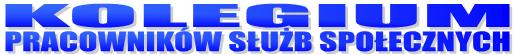 KOLEGIUM
PRACOWNIKÓW SŁUŻB SPOŁECZNYCH